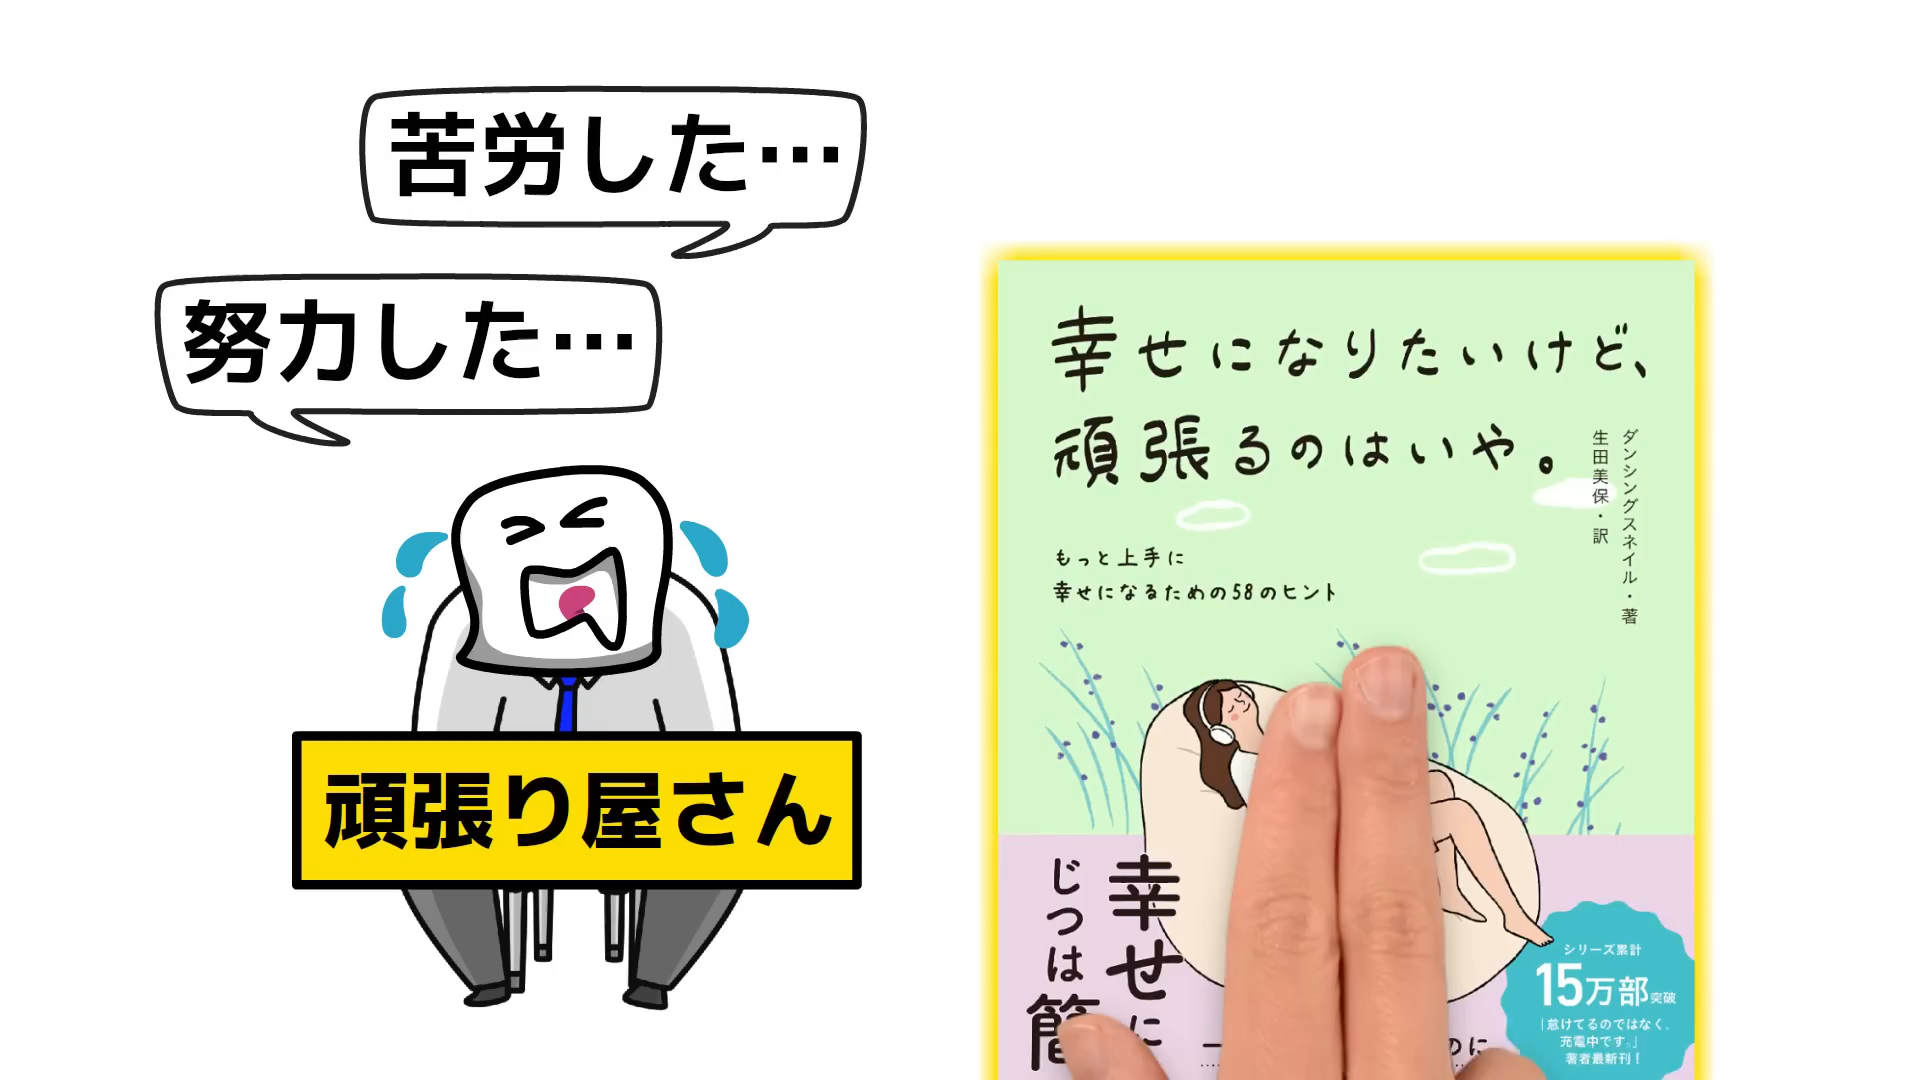 苦労した…
努力した…
頑張り屋さん
幸せになりたいけど、
頑張るのはいや。
ダンシングスネイル・著
生田美保・訳
もっと上手に
幸せになるための58のヒント
幸せに
じつは簡
のに
シリーズ累計
15万部突破
「怠けてるのではなく、
充電中です。」
著者最新刊！